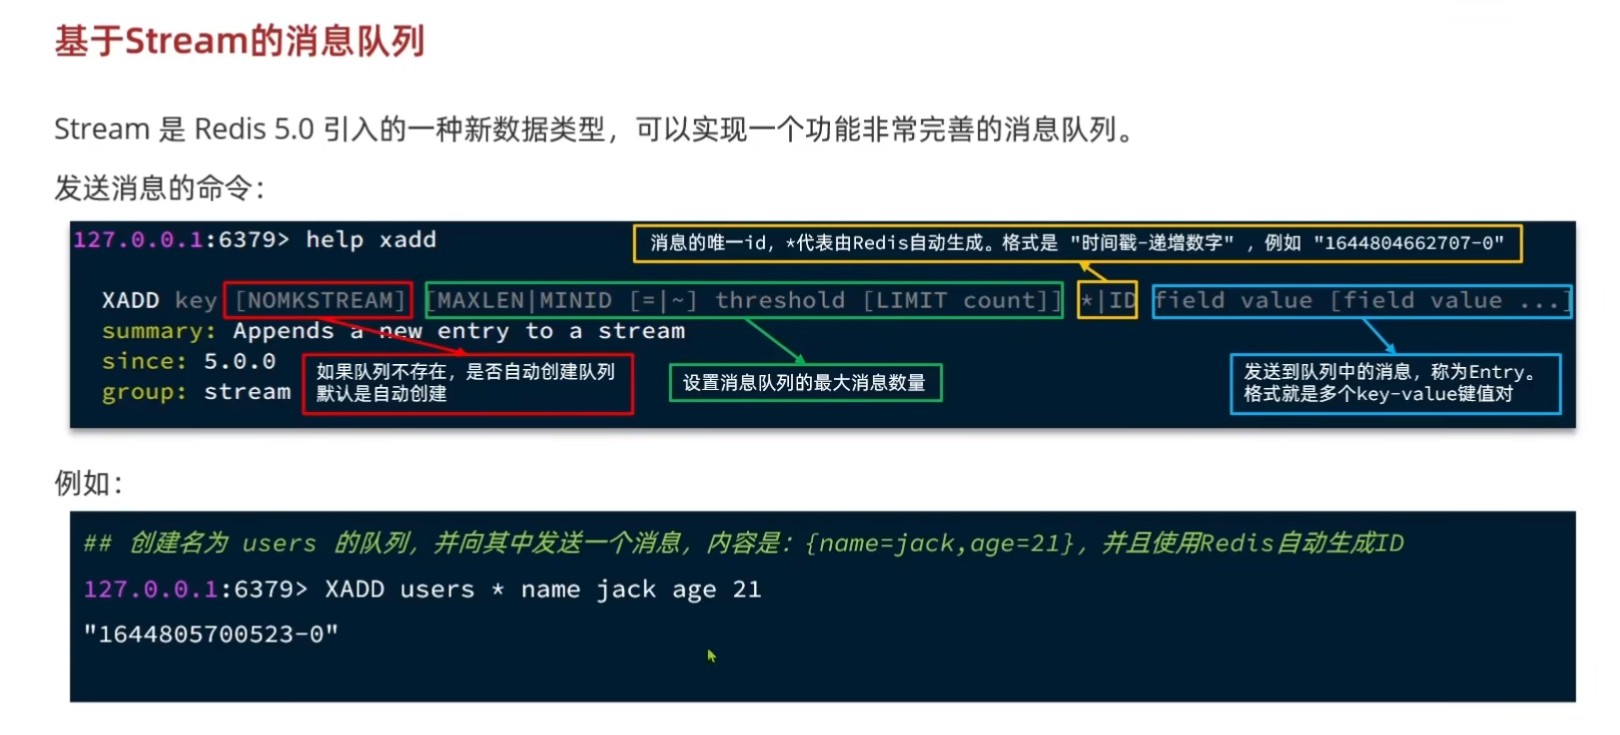 基于Stream的消息队列
Stream 是 Redis 5.0 引入的一种新数据类型，可以实现一个功能非常完善的消息队列。
发送消息的命令：
127.0.0.1:6379> help xadd
消息的唯一id，*代表由Redis自动生成。格式是 "时间戳-递增数字" ，例如 "1644804662707-0"
XADD key [NOMKSTREAM] [MAXLEN|MINID [=|~] threshold [LIMIT count]] *|ID field value [field value ...]
summary: Appends a new entry to a stream
since: 5.0.0
group: stream
如果队列不存在，是否自动创建队列
默认是自动创建
设置消息队列的最大消息数量
发送到队列中的消息，称为Entry。
格式就是多个key-value键值对
例如：
## 创建名为 users 的队列，并向其中发送一个消息，内容是：{name=jack,age=21}，并且使用Redis自动生成ID
127.0.0.1:6379> XADD users * name jack age 21
"1644805700523-0"